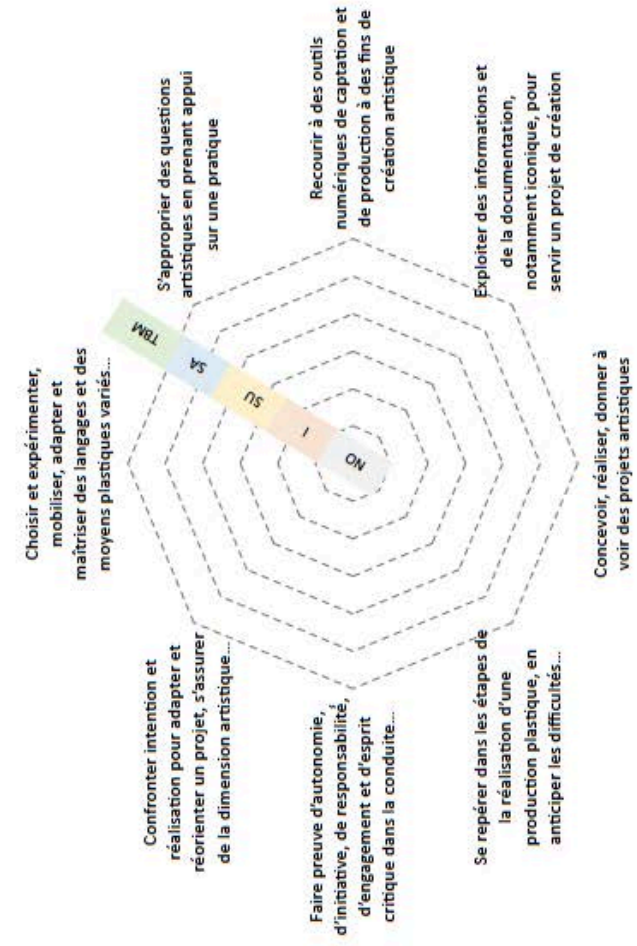 Choisir et expérimenter,
mobiliser, adapter et
maîtriser des langages et des
moyens plastiques variés...
S'approprier des questions
artistiques en prenant appui
sur une pratique
Recourir à des outils
numériques de captation et
de production à des fins de
création artistique
Exploiter des informations et
de la documentation,
notamment iconique, pour
servir un projet de création
Concevoir, réaliser, donner à
voir des projets artistiques
Se repérer dans les étapes de
la réalisation d'une
production plastique, en
anticiper les difficultés...
Faire preuve d'autonomie,
d'initiative, de responsabilité,
d'engagement et d'esprit
critique dans la conduite...
Confronter intention et
réalisation pour adapter et
réorienter un projet, s'assurer
de la dimension artistique...
TBM
SA
SU
I
NO